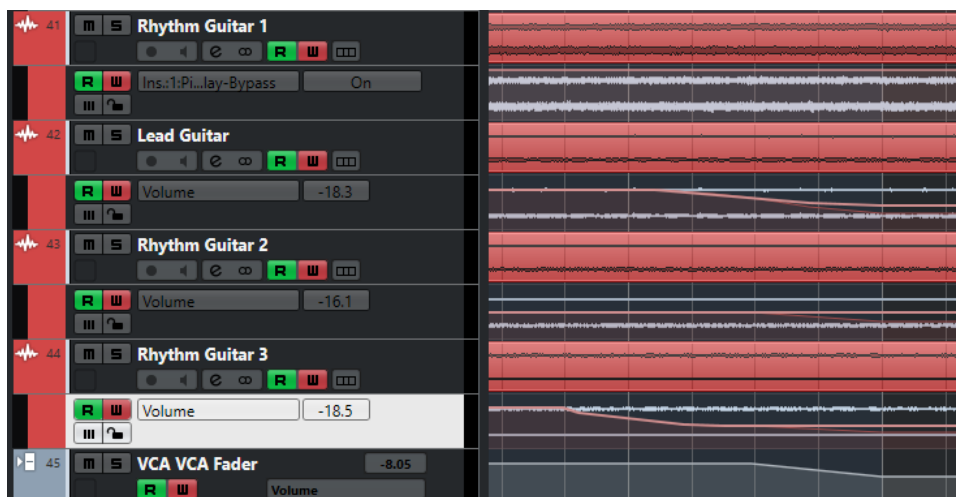 41 m S Rhythm Guitar 1
e R W
R W Ins.:1:Pi...lay-Bypass On
42 m S Lead Guitar
e R W
R W Volume -18.3
43 m S Rhythm Guitar 2
e R W
R W Volume -16.1
44 m S Rhythm Guitar 3
e R W
R W Volume -18.5
45 m S VCA VCA Fader -8.05
R W Volume